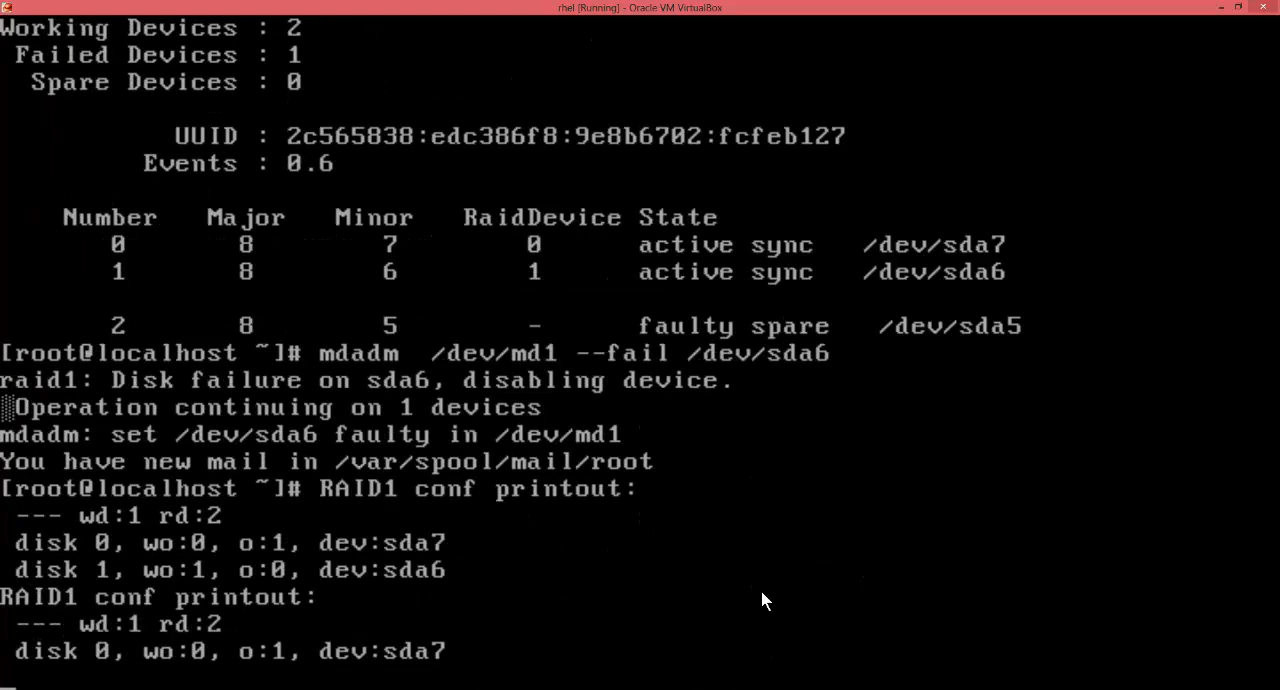 rhel [Running] - Oracle VM VirtualBox
Working Devices : 2
Failed Devices : 1
Spare Devices : 0
UUID : 2c565838:edc386f8:9e8b6702:fcfeb127
Events : 0.6
Number Major Minor RaidDevice State
0 8 7 0 active sync /dev/sda7
1 8 6 1 active sync /dev/sda6
2 8 5 - faulty spare /dev/sda5
[root@localhost ~]# mdadm /dev/md1 --fail /dev/sda6
raid1: Disk failure on sda6, disabling device.
Operation continuing on 1 devices
mdadm: set /dev/sda6 faulty in /dev/md1
You have new mail in /var/spool/mail/root
[root@localhost ~]# RAID1 conf printout:
--- wd:1 rd:2
disk 0, wo:0, o:1, dev:sda7
disk 1, wo:1, o:0, dev:sda6
RAID1 conf printout:
--- wd:1 rd:2
disk 0, wo:0, o:1, dev:sda7